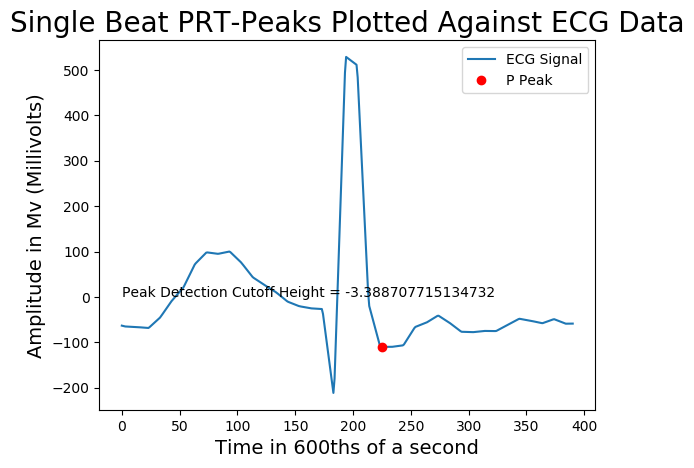 Single Beat PRT-Peaks Plotted Against ECG Data
ECG Signal
P Peak
Amplitude in Mv (Millivolts)
500
400
300
200
100
0
−100
−200
Peak Detection Cutoff Height = -3.388707715134732
0 50 100 150 200 250 300 350 400
Time in 600ths of a second